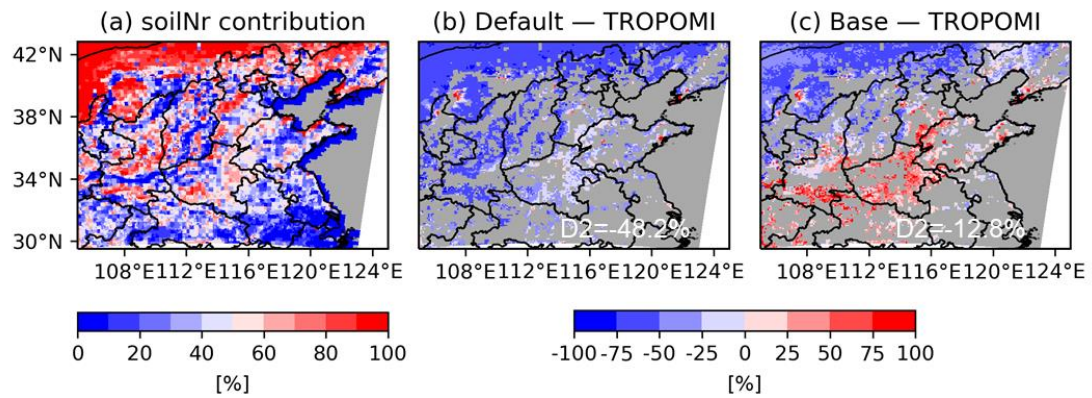 (a) soilNr contribution
(b) Default — TROPOMI
(c) Base — TROPOMI
42°N
38°N
34°N
30°N
D2=-48.2%
D2=-12.8%
108°E112°E116°E120°E124°E
108°E112°E116°E120°E124°E
108°E112°E116°E120°E124°E
0 20 40 60 80 100
[%]
-100 -75 -50 -25 0 25 50 75 100
[%]